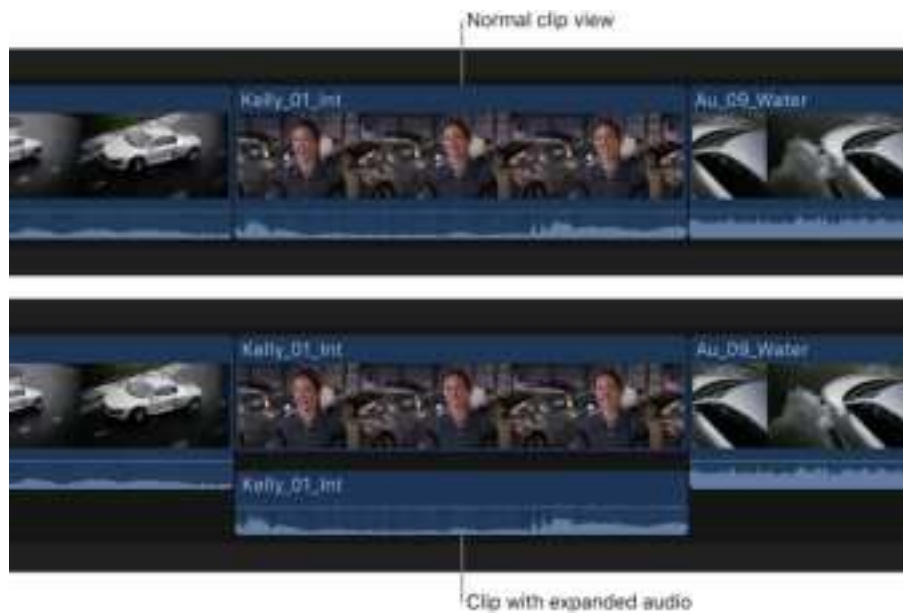 Normal clip view
Kelly_01_Int
Au_09_Water
Kelly_01_Int
Au_09_Water
Kelly_01_Int
Clip with expanded audio